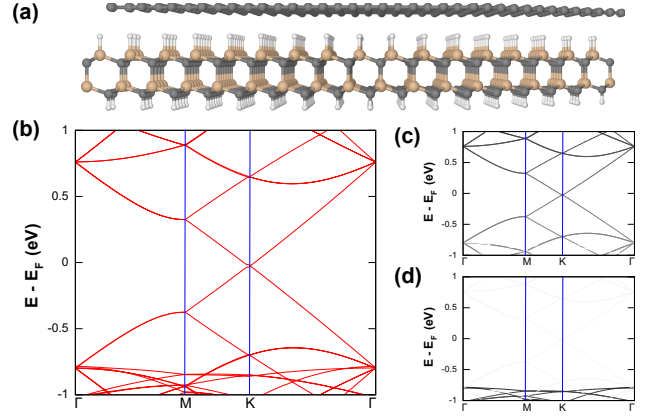 (a)
(b)
1
0.5
0
-0.5
-1
E - E_F (eV)
Γ M K Γ
(c)
1
0.5
0
-0.5
-1
E - E_F (eV)
Γ M K Γ
(d)
1
0.5
0
-0.5
-1
E - E_F (eV)
Γ M K Γ